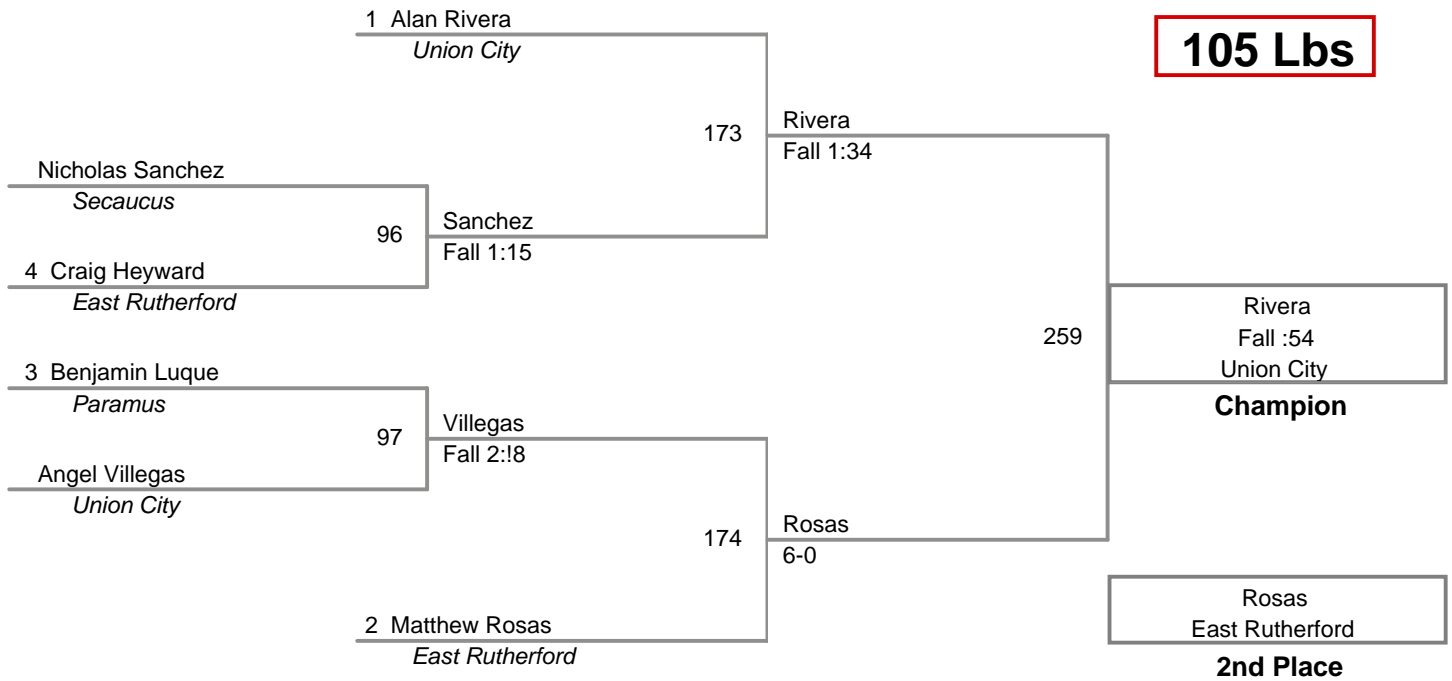 1 Alan Rivera
Union City
105 Lbs
173
Rivera
Fall 1:34
Nicholas Sanchez
Secaucus
96
Sanchez
Fall 1:15
4 Craig Heyward
East Rutherford
259
Rivera
Fall :54
Union City
Champion
3 Benjamin Luque
Paramus
97
Villegas
Fall 2:!8
Angel Villegas
Union City
174
Rosas
6-0
2 Matthew Rosas
East Rutherford
Rosas
East Rutherford
2nd Place